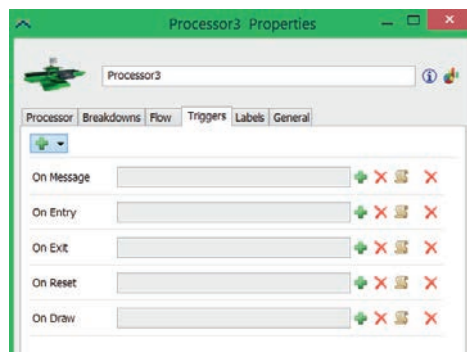 Processor3 Properties
Processor3
Processor Breakdowns Flow Triggers Labels General
On Message
On Entry
On Exit
On Reset
On Draw